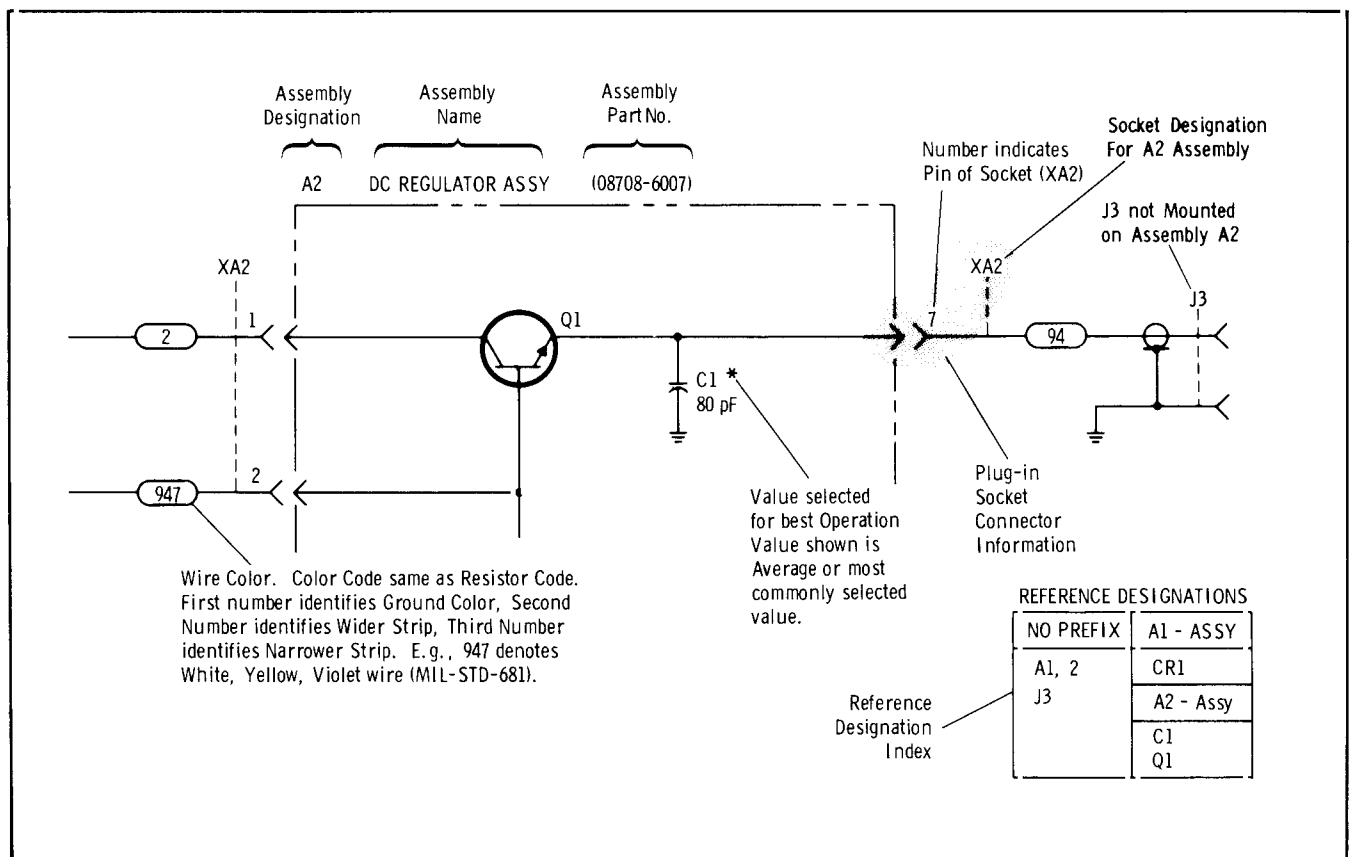 Assembly
Designation
Assembly
Name
Assembly
Part No.
A2
DC REGULATOR ASSY
(08708-6007)
Number indicates
Pin of Socket (XA2)
Socket Designation
For A2 Assembly
J3 not Mounted
on Assembly A2
XA2
XA2
J3
2
1
Q1
7
94
C1 *
80 pF
947
2
Wire Color. Color Code same as Resistor Code.
First number identifies Ground Color, Second
Number identifies Wider Strip, Third Number
identifies Narrower Strip. E.g., 947 denotes
White, Yellow, Violet wire (MIL-STD-681).
Value selected
for best Operation
Value shown is
Average or most
commonly selected
value.
Plug-in
Socket
Connector
Information
Reference
Designation
Index
REFERENCE DESIGNATIONS
NO PREFIX
A1 - ASSY
A1, 2
J3
CR1
A2 - Assy
C1
Q1